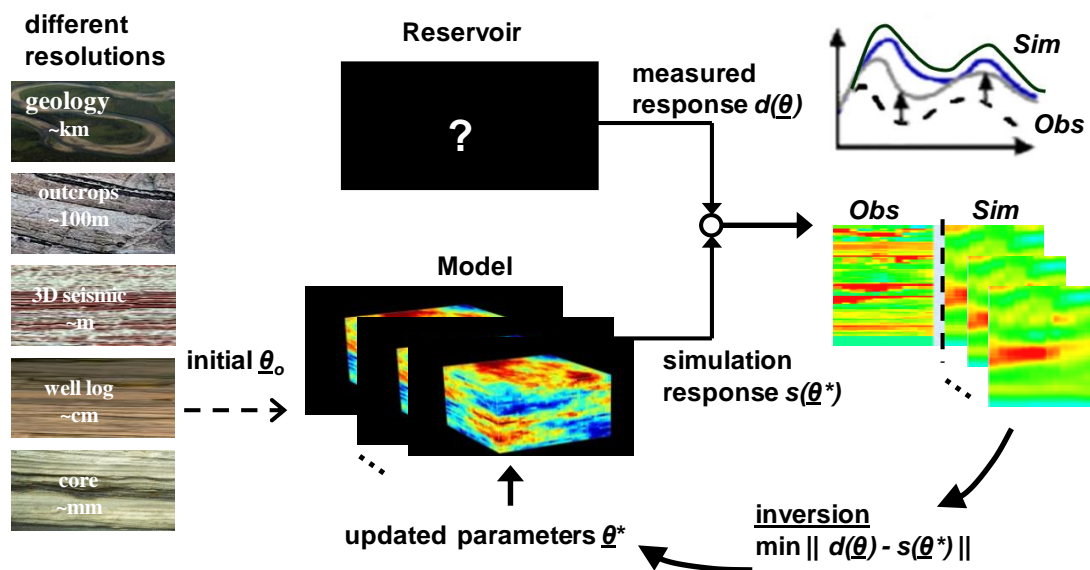 different
resolutions
geology
~km
outcrops
~100m
3D seismic
~m
well log
~cm
core
~mm
initial θo
Reservoir
?
measured
response d(θ)
Model
simulation
response s(θ*)
updated parameters θ*
Sim
Obs
Obs
Sim
inversion
min || d(θ) - s(θ*) ||